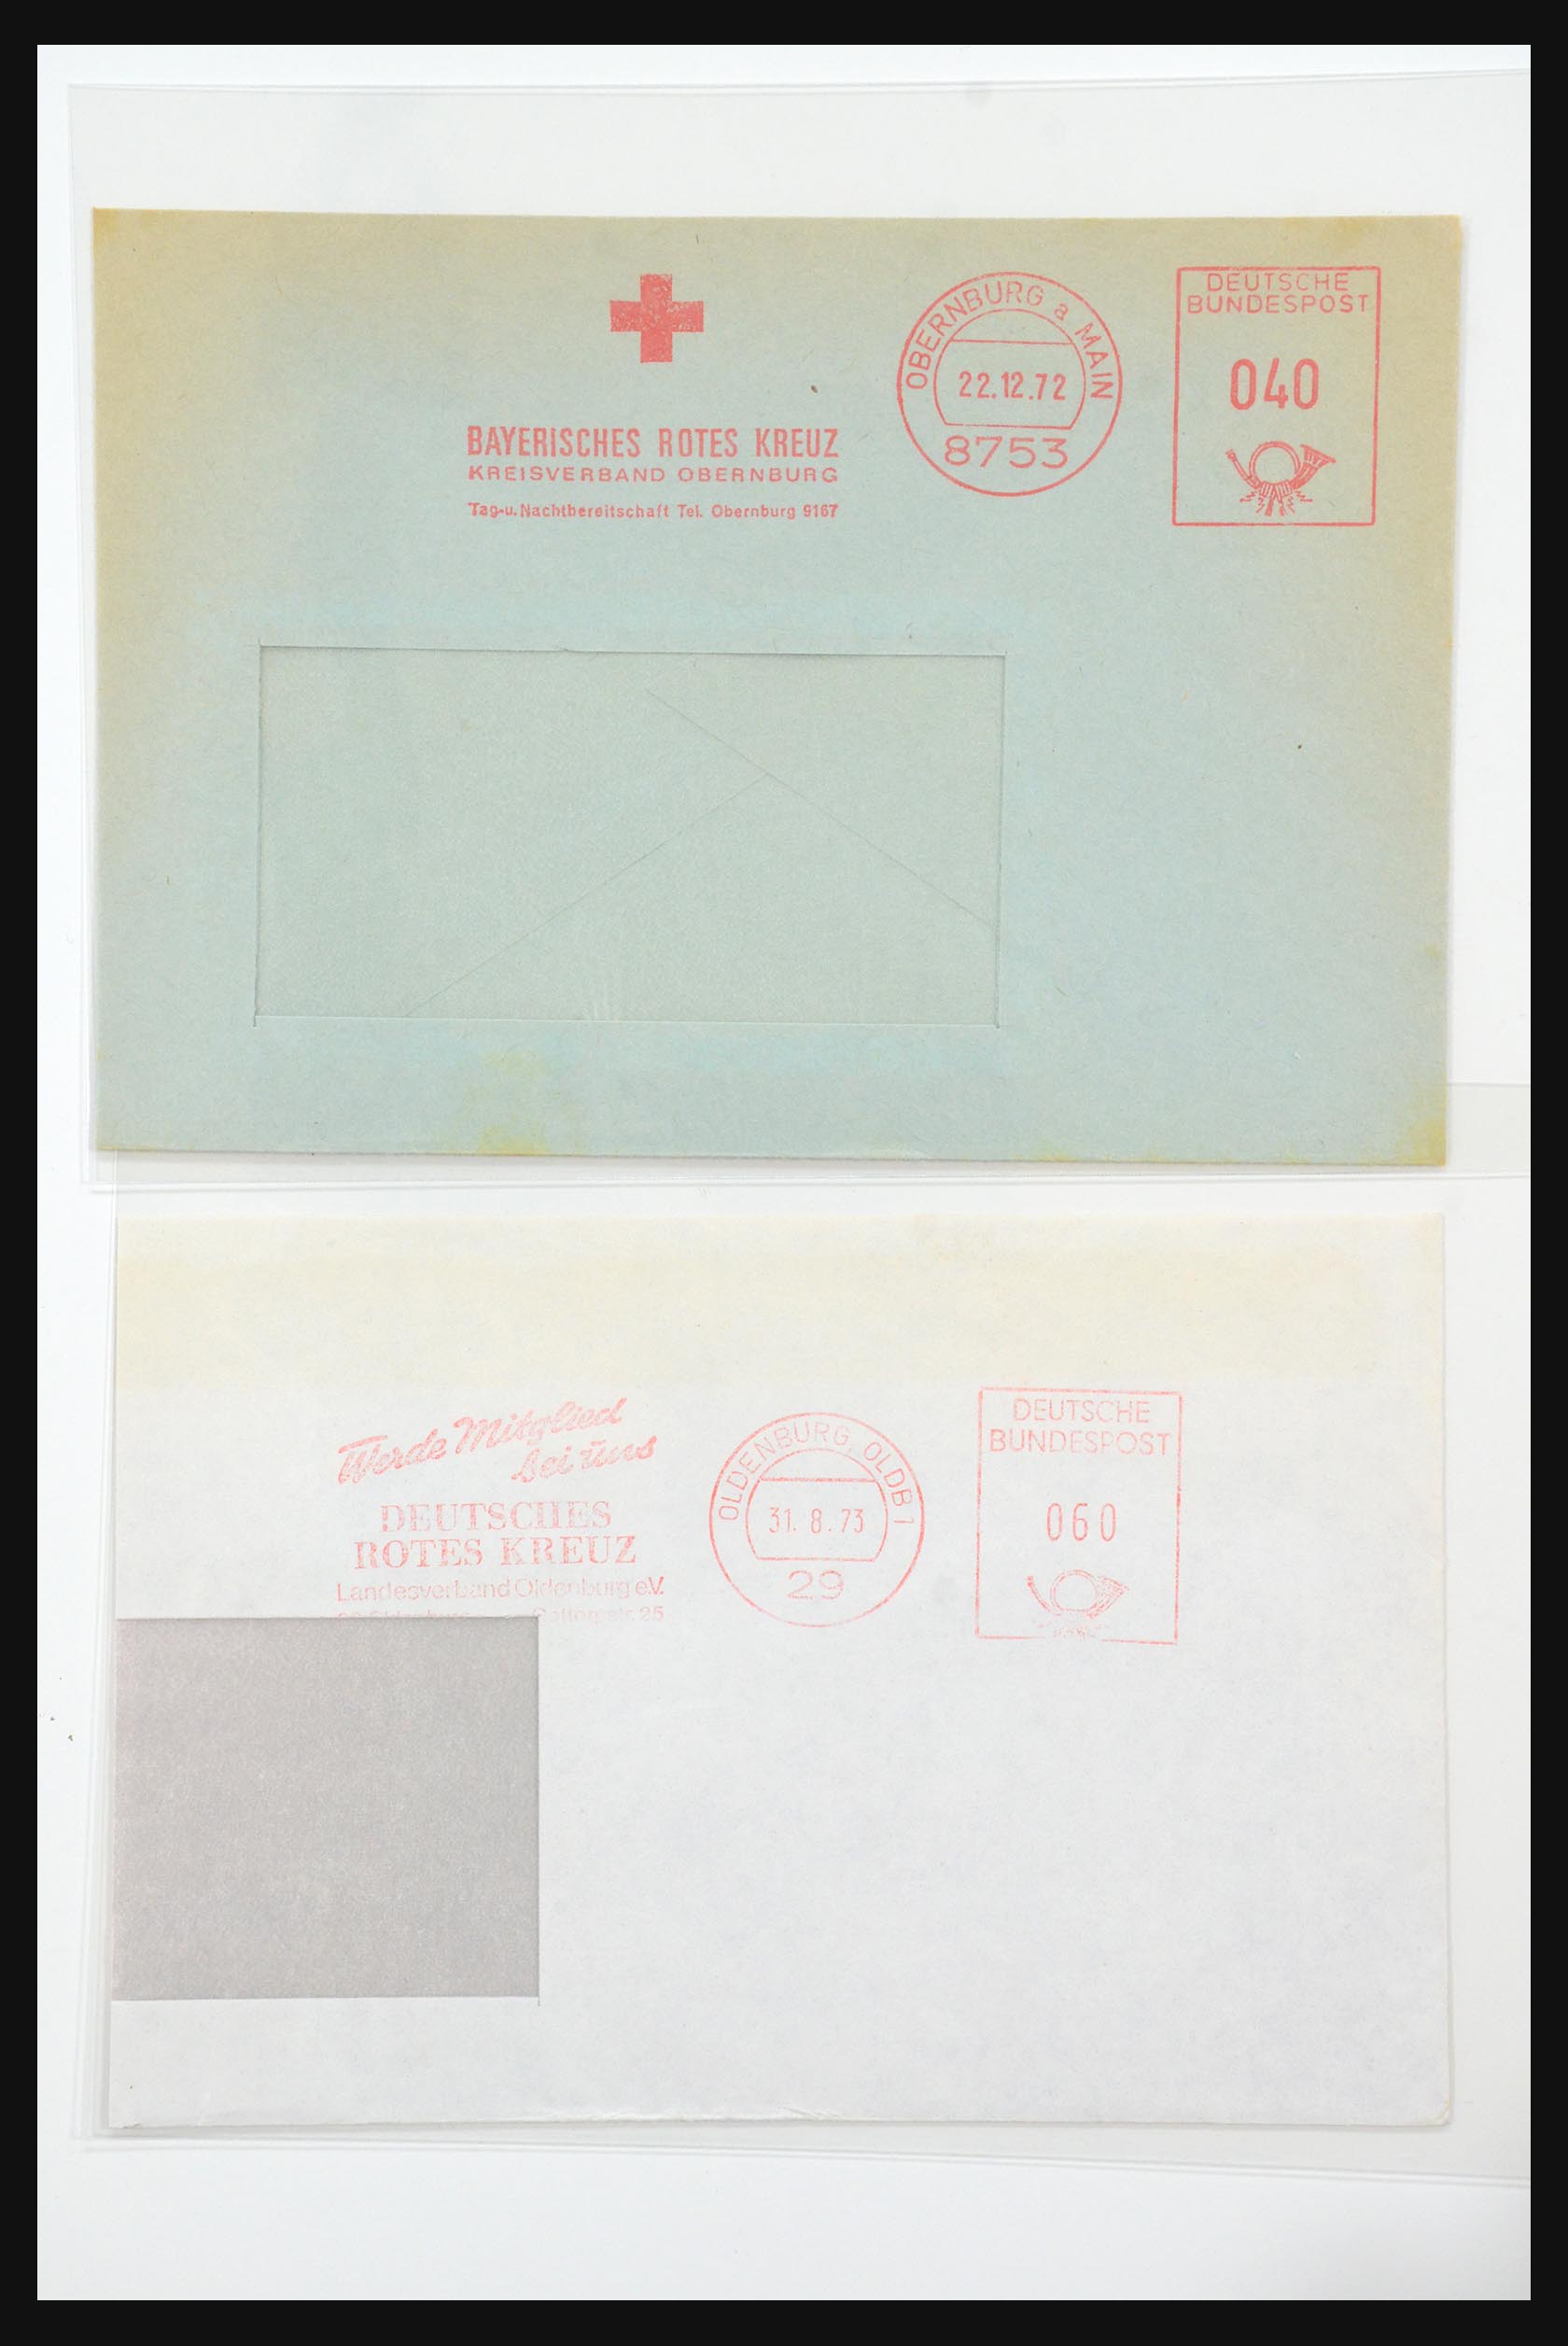 BAYERISCHES ROTES KREUZ
KREISVERBAND OBERNBURG
Tag-u. Nachtbereitschaft Tel. Obernburg 9167
OBERNBURG a MAIN
22.12.72
8753
DEUTSCHE
BUNDESPOST
040
Werde Mitglied
bei uns
DEUTSCHES
ROTES KREUZ
Landesverband Oldenburg e.V.
25
OLDENBURG, OLDB 1
31. 8. 73
29
DEUTSCHE
BUNDESPOST
060